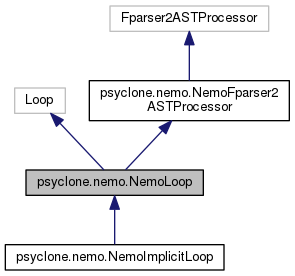 Fparser2ASTProcessor
Loop
psyclone.nemo.NemoFparser2
ASTProcessor
psyclone.nemo.NemoLoop
psyclone.nemo.NemoImplicitLoop